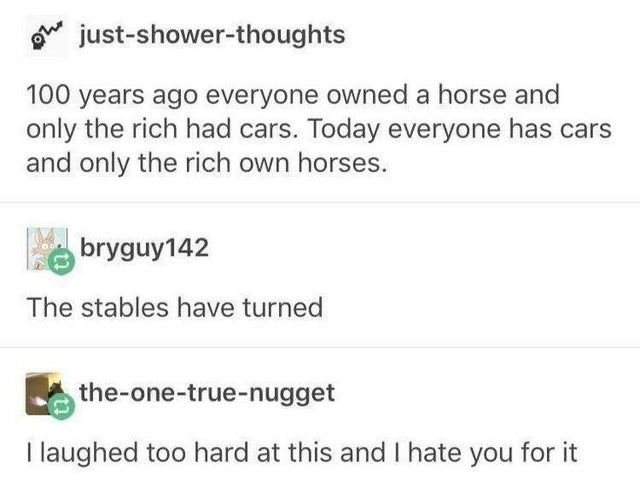 just-shower-thoughts
100 years ago everyone owned a horse and
only the rich had cars. Today everyone has cars
and only the rich own horses.
bryguy142
The stables have turned
the-one-true-nugget
I laughed too hard at this and I hate you for it